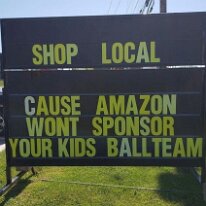 SHOP LOCAL
CAUSE AMAZON
WONT SPONSOR
YOUR KIDS BALLTEAM